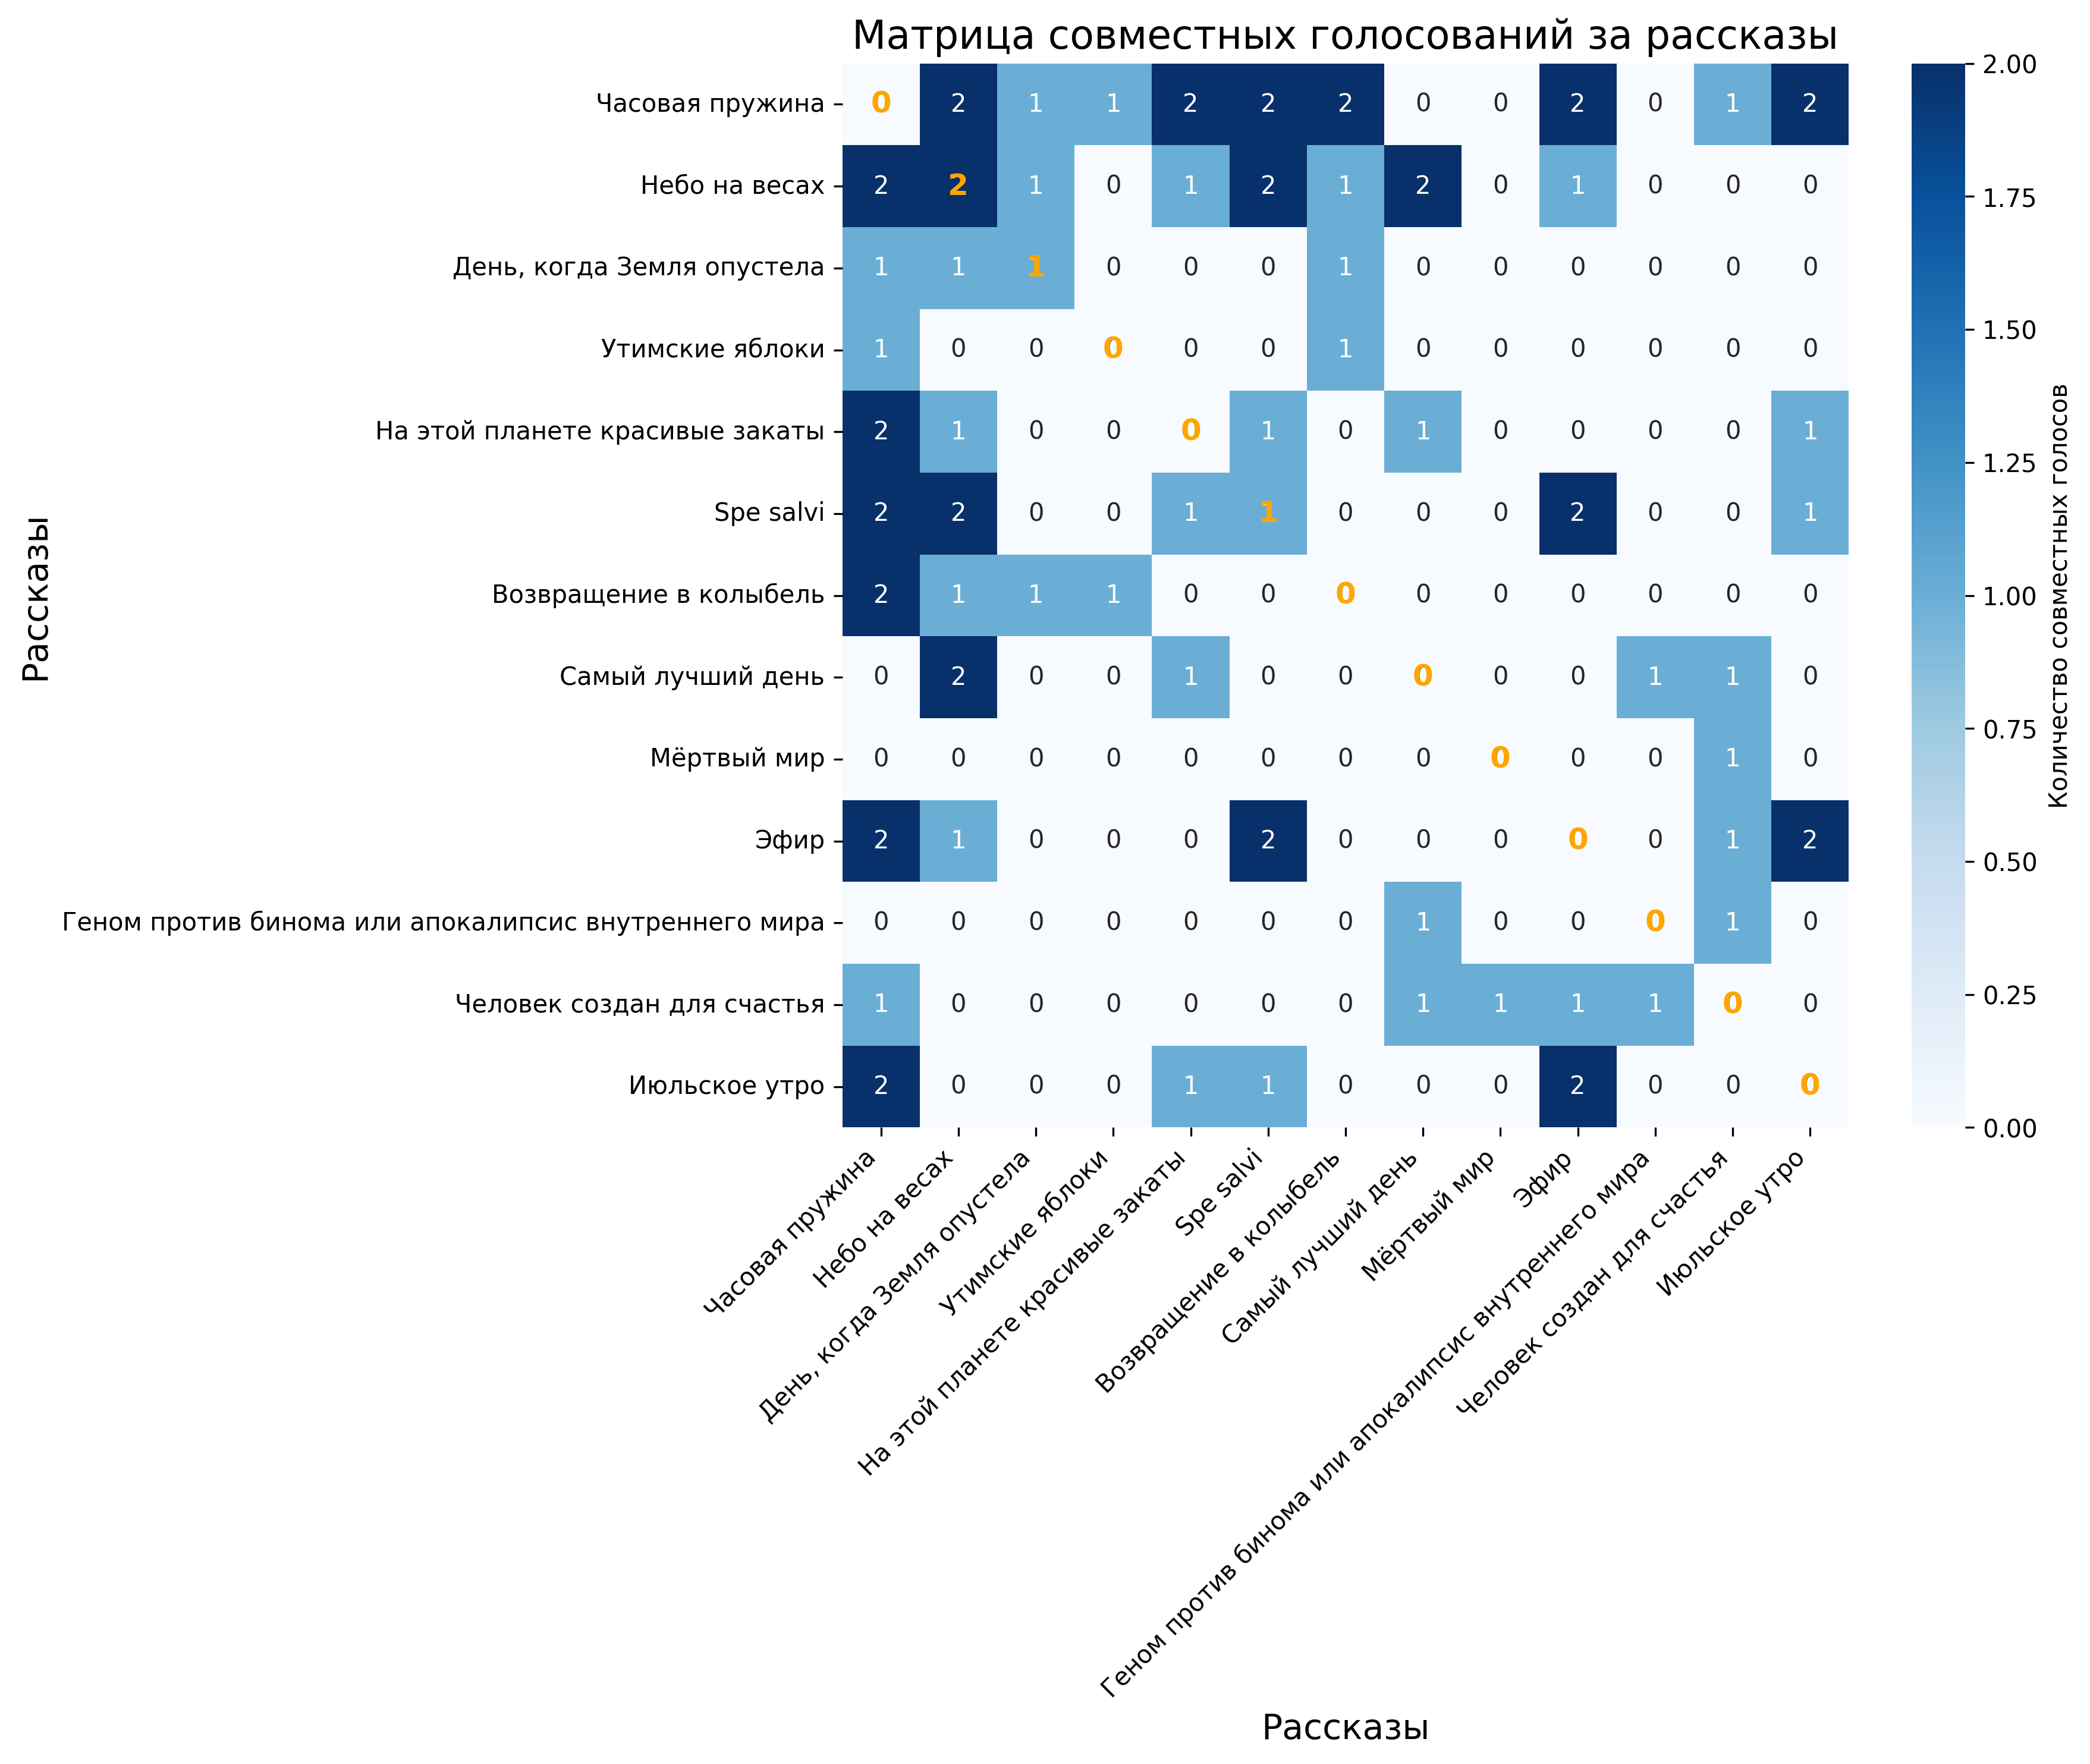 Матрица совместных голосований за рассказы
Рассказы
Часовая пружина 0 2 1 1 2 2 2 0 0 2 0 1 2
Небо на весах 2 2 1 0 1 2 1 2 0 1 0 0 0
День, когда Земля опустела 1 1 1 0 0 0 1 0 0 0 0 0 0
Утимские яблоки 1 0 0 0 0 0 1 0 0 0 0 0 0
На этой планете красивые закаты 2 1 0 0 0 1 0 1 0 0 0 0 1
Spe salvi 2 2 0 0 1 1 0 0 0 2 0 0 1
Возвращение в колыбель 2 1 1 1 0 0 0 0 0 0 0 0 0
Самый лучший день 0 2 0 0 1 0 0 0 0 0 1 1 0
Мёртвый мир 0 0 0 0 0 0 0 0 0 0 0 1 0
Эфир 2 1 0 0 0 2 0 0 0 0 0 1 2
Геном против бинома или апокалипсис внутреннего мира 0 0 0 0 0 0 0 1 0 0 0 1 0
Человек создан для счастья 1 0 0 0 0 0 0 1 1 1 1 0 0
Июльское утро 2 0 0 0 1 1 0 0 0 2 0 0 0
Часовая пружина
Небо на весах
День, когда Земля опустела
Утимские яблоки
На этой планете красивые закаты
Spe salvi
Возвращение в колыбель
Самый лучший день
Мёртвый мир
Эфир
Геном против бинома или апокалипсис внутреннего мира
Человек создан для счастья
Июльское утро
Рассказы
2.00
1.75
1.50
1.25
1.00
0.75
0.50
0.25
0.00
Количество совместных голосов